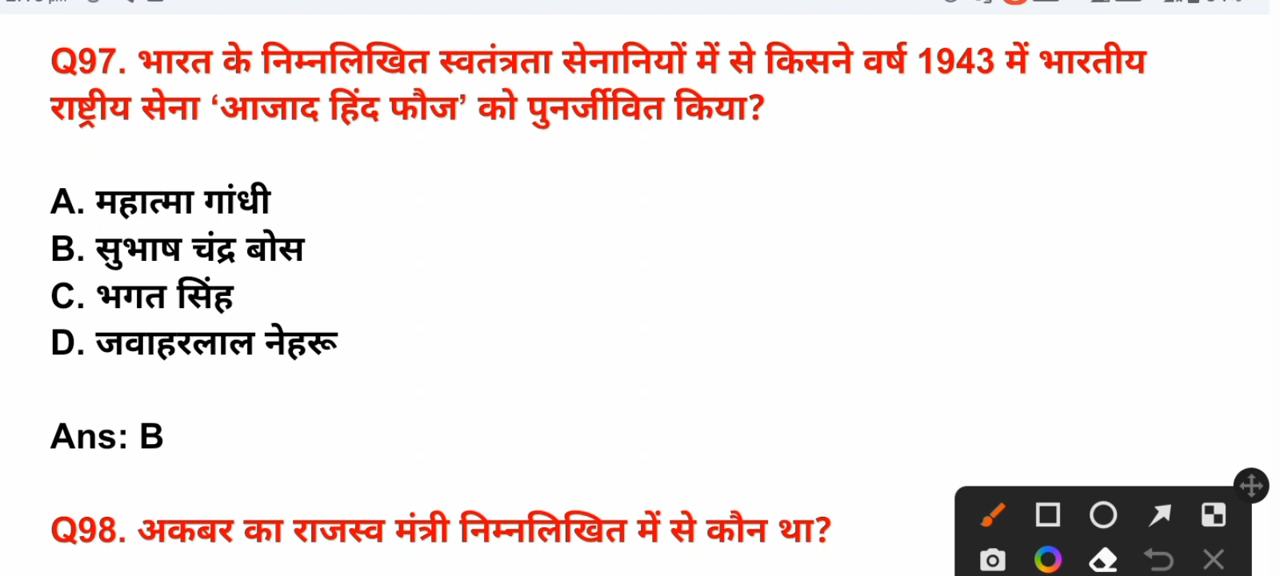 Q97. भारत के निम्नलिखित स्वतंत्रता सेनानियों में से किसने वर्ष 1943 में भारतीय
राष्ट्रीय सेना ‘आजाद हिंद फौज’ को पुनर्जीवित किया?
A. महात्मा गांधी
B. सुभाष चंद्र बोस
C. भगत सिंह
D. जवाहरलाल नेहरू
Ans: B
Q98. अकबर का राजस्व मंत्री निम्नलिखित में से कौन था?